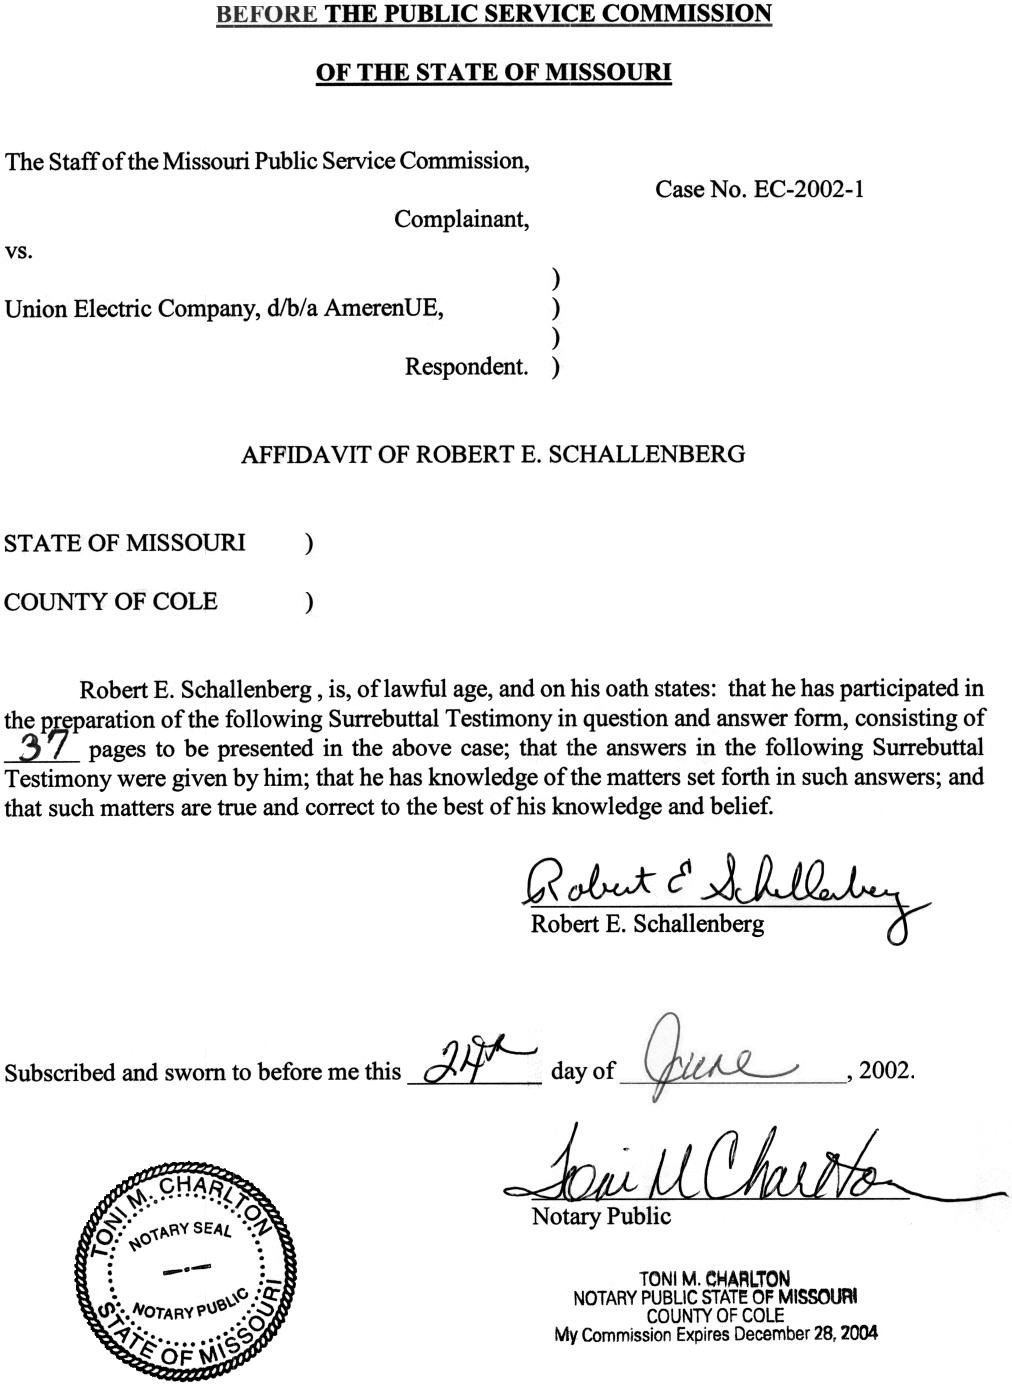 BEFORE THE PUBLIC SERVICE COMMISSION
OF THE STATE OF MISSOURI
The Staff of the Missouri Public Service Commission,
Case No. EC-2002-1
Complainant,
vs.
)
Union Electric Company, d/b/a AmerenUE, )
)
Respondent. )
AFFIDAVIT OF ROBERT E. SCHALLENBERG
STATE OF MISSOURI )
COUNTY OF COLE )
Robert E. Schallenberg , is, of lawful age, and on his oath states: that he has participated in
the preparation of the following Surrebuttal Testimony in question and answer form, consisting of
37 pages to be presented in the above case; that the answers in the following Surrebuttal
Testimony were given by him; that he has knowledge of the matters set forth in such answers; and
that such matters are true and correct to the best of his knowledge and belief.
Robert E Schallenberg
Robert E. Schallenberg
Subscribed and sworn to before me this 24th day of June, 2002.
Toni M Charlton
Notary Public
TONI M. CHARLTON
NOTARY SEAL
NOTARY PUBLIC
STATE OF MISSOURI
TONI M. CHARLTON
NOTARY PUBLIC STATE OF MISSOURI
COUNTY OF COLE
My Commission Expires December 28, 2004